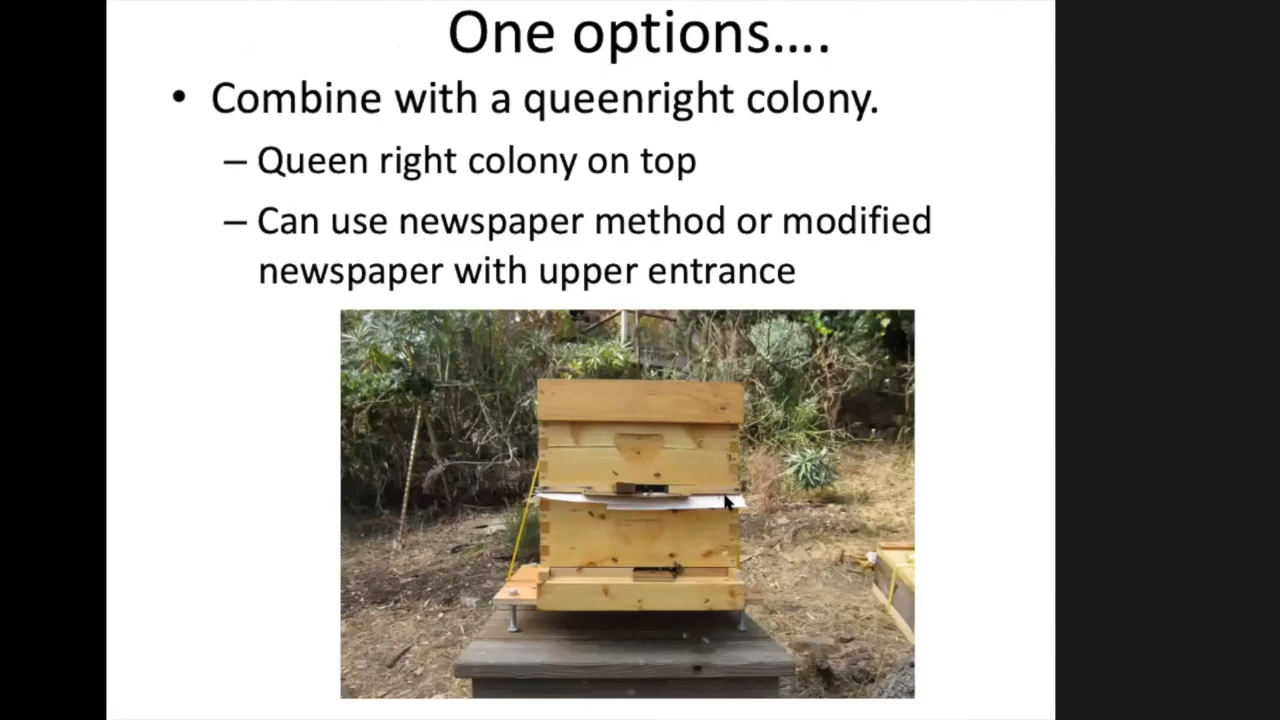 One options....
• Combine with a queenright colony.
– Queen right colony on top
– Can use newspaper method or modified
newspaper with upper entrance